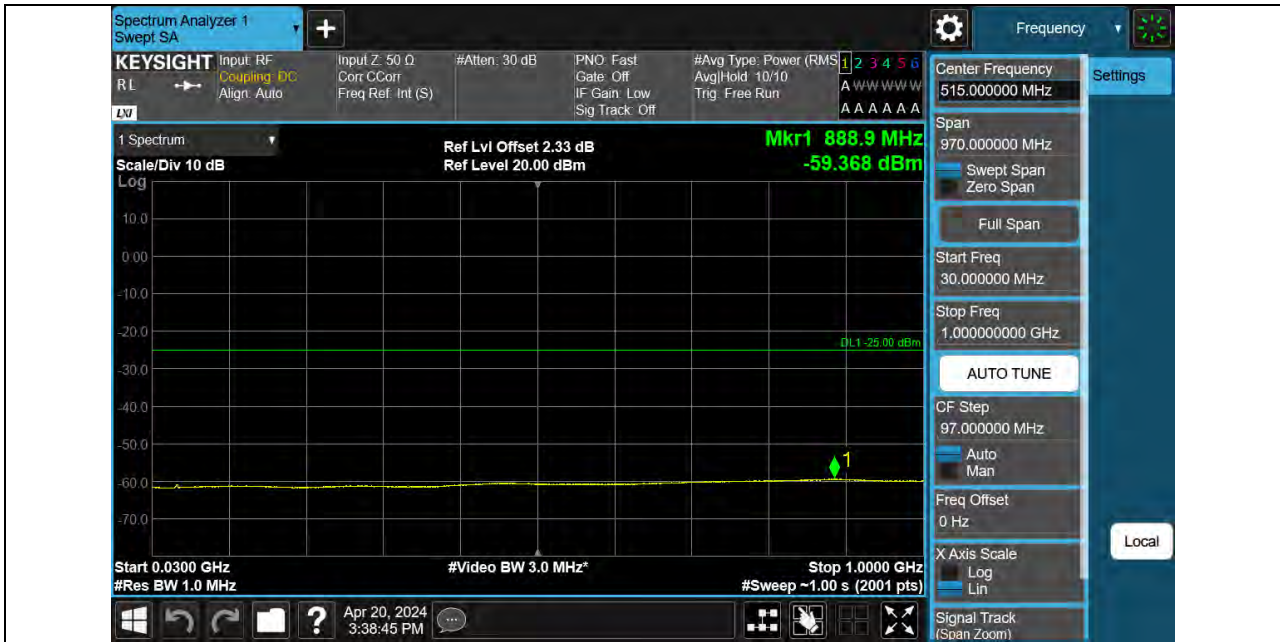 Spectrum Analyzer 1
Swept SA
+
Frequency
KEYSIGHT
RL
LXI
Input: RF
Coupling: DC
Align: Auto
Input Z: 50 Ω
Corr CCorr
Freq Ref: Int (S)
#Atten: 30 dB
PNO: Fast
Gate: Off
IF Gain: Low
Sig Track: Off
#Avg Type: Power (RMS
Avg|Hold: 10/10
Trig: Free Run
1 2 3 4 5 6
A W W W W W
A A A A A A
1 Spectrum
Scale/Div 10 dB
Ref Lvl Offset 2.33 dB
Ref Level 20.00 dBm
Mkr1 888.9 MHz
-59.368 dBm
Log
10.0
0.00
-10.0
-20.0
-30.0
-40.0
-50.0
-60.0
-70.0
DL1 -25.00 dBm
1
Start 0.0300 GHz
#Res BW 1.0 MHz
#Video BW 3.0 MHz*
Stop 1.0000 GHz
#Sweep ~1.00 s (2001 pts)
?
Apr 20, 2024
3:38:45 PM
Center Frequency
515.000000 MHz
Span
970.000000 MHz
Swept Span
Zero Span
Full Span
Start Freq
30.000000 MHz
Stop Freq
1.000000000 GHz
AUTO TUNE
CF Step
97.000000 MHz
Auto
Man
Freq Offset
0 Hz
X Axis Scale
Log
Lin
Signal Track
(Span Zoom)
Settings
Local